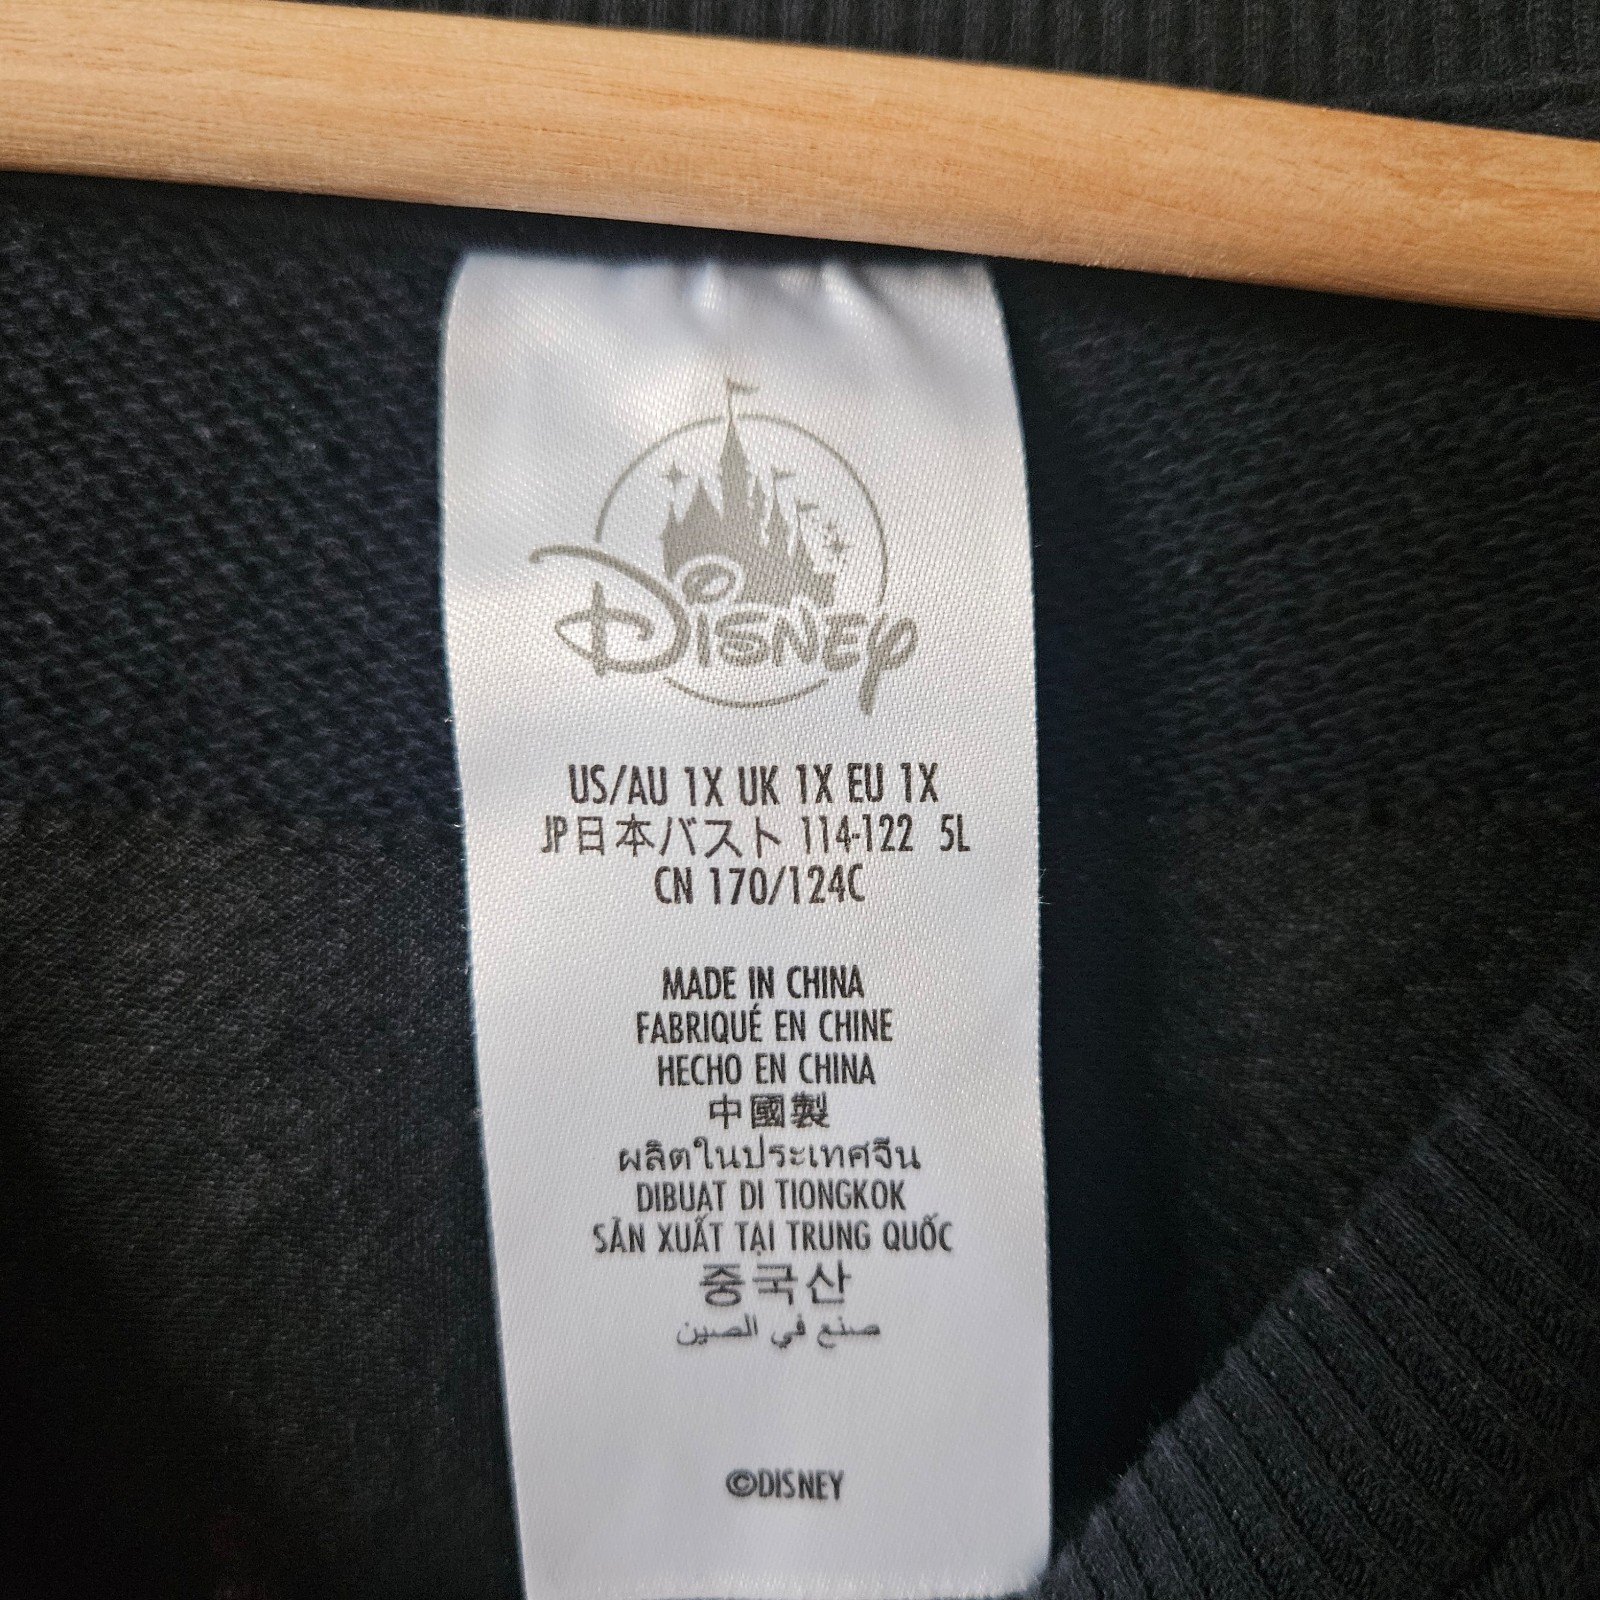 Disney
US/AU 1X UK 1X EU 1X
JP日本バスト 114-122 5L
CN 170/124C
MADE IN CHINA
FABRIQUÉ EN CHINE
HECHO EN CHINA
中國製
ผลิตในประเทศจีน
DIBUAT DI TIONGKOK
SẢN XUẤT TẠI TRUNG QUỐC
중국산
صنع في الصين
©DISNEY